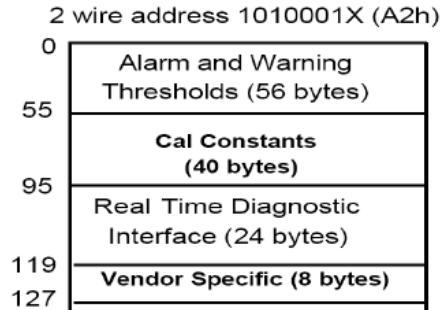 2 wire address 1010001X (A2h)
0
Alarm and Warning
Thresholds (56 bytes)
55
Cal Constants
(40 bytes)
95
Real Time Diagnostic
Interface (24 bytes)
119
Vendor Specific (8 bytes)
127